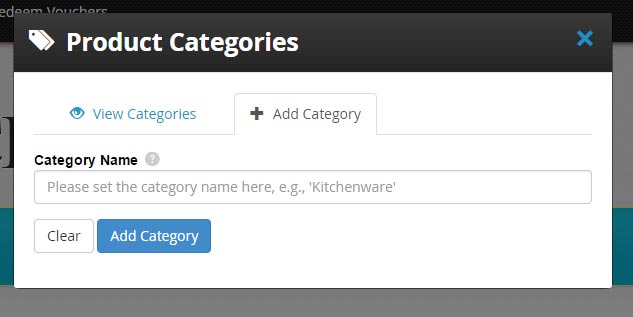 edeem Vouchers
Product Categories
View Categories
Add Category
Category Name
Please set the category name here, e.g., 'Kitchenware'
Clear
Add Category